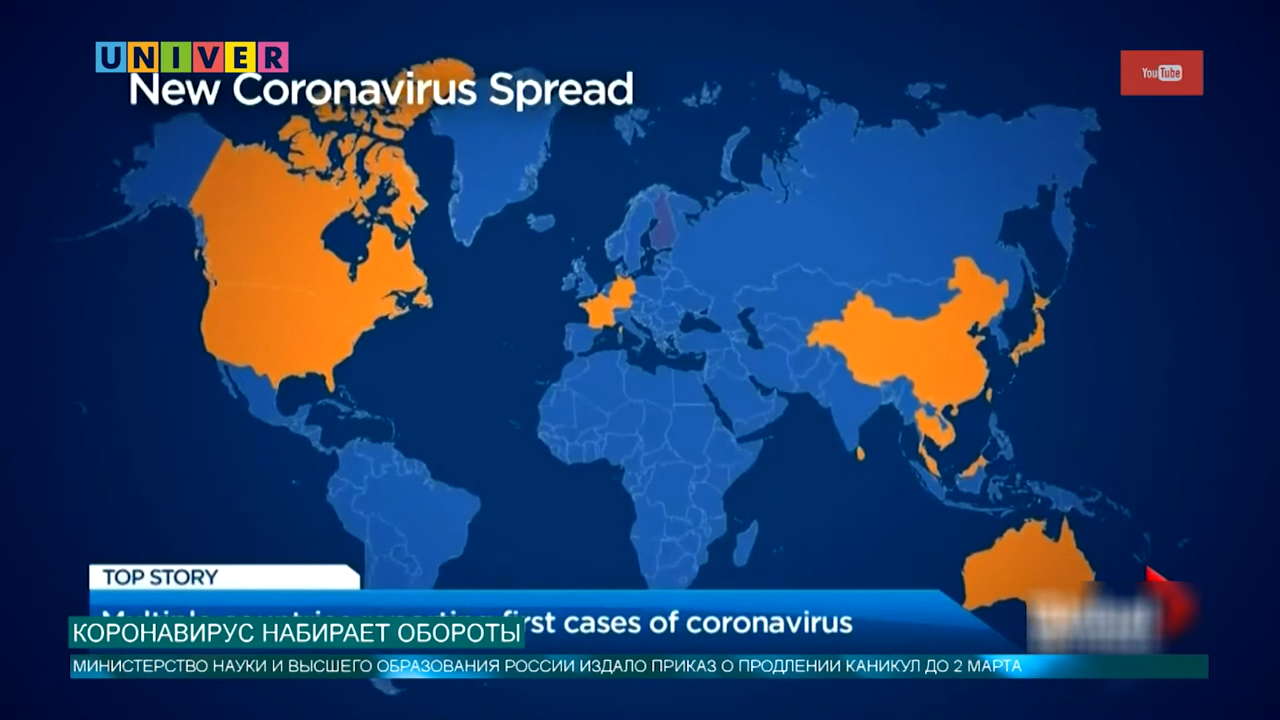 UNIVER
New Coronavirus Spread
YouTube
TOP STORY
first cases of coronavirus
КОРОНАВИРУС НАБИРАЕТ ОБОРОТЫ
МИНИСТЕРСТВО НАУКИ И ВЫСШЕГО ОБРАЗОВАНИЯ РОССИИ ИЗДАЛО ПРИКАЗ О ПРОДЛЕНИИ КАНИКУЛ ДО 2 МАРТА